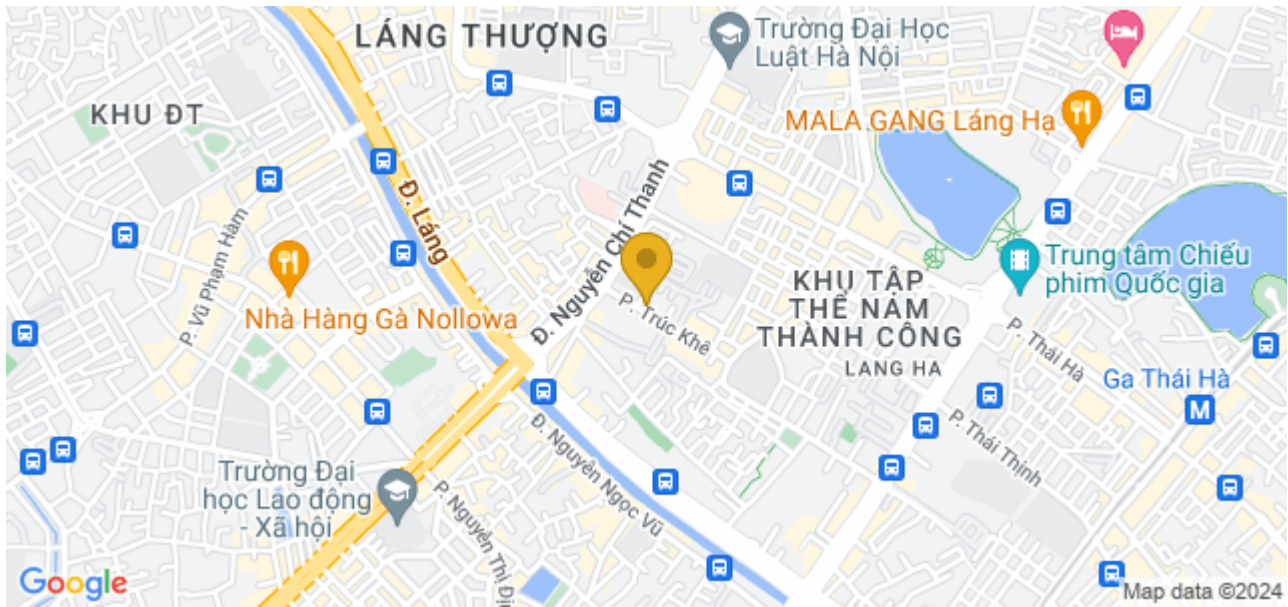 LÁNG THƯỢNG
Trường Đại Học
Luật Hà Nội
KHU ĐT
MALA GANG Láng Hạ
Đ. Láng
Đ. Nguyễn Chí Thanh
P. Vũ Phạm Hàm
Trung tâm Chiếu
phim Quốc gia
KHU TẬP
THỂ NAM
THÀNH CÔNG
LANG HA
Nhà Hàng Gà Nollowa
P. Trúc Khê
P. Thái Hà
Ga Thái Hà
M
P. Thái Thịnh
Đ. Nguyễn Ngọc Vũ
Trường Đại
học Lao động
- Xã hội
P. Nguyễn Thị Địn
Google
Map data ©2024